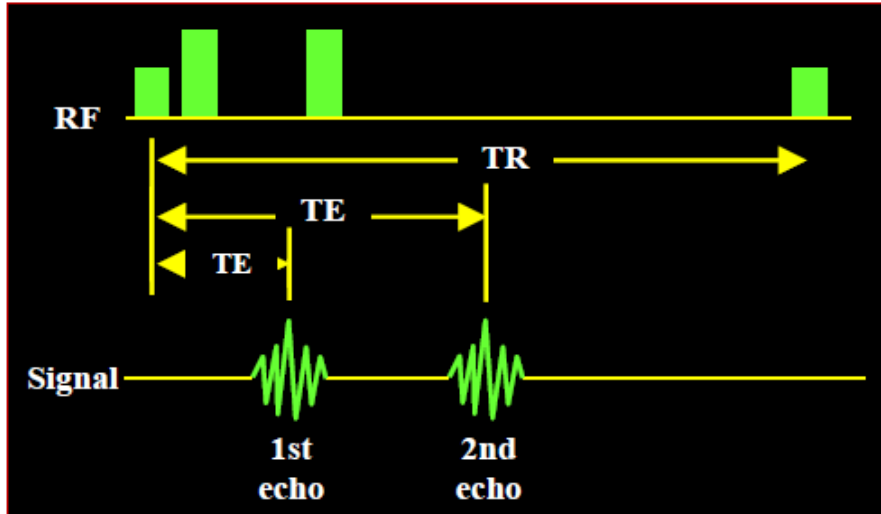 RF
TR
TE
TE
Signal
1st
echo
2nd
echo